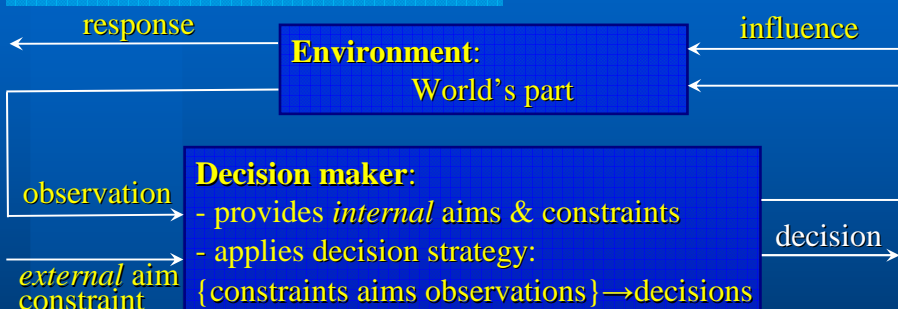 response
influence
Environment:
World's part
observation
Decision maker:
- provides internal aims & constraints
- applies decision strategy:
{constraints aims observations}→decisions
decision
external aim
constraint